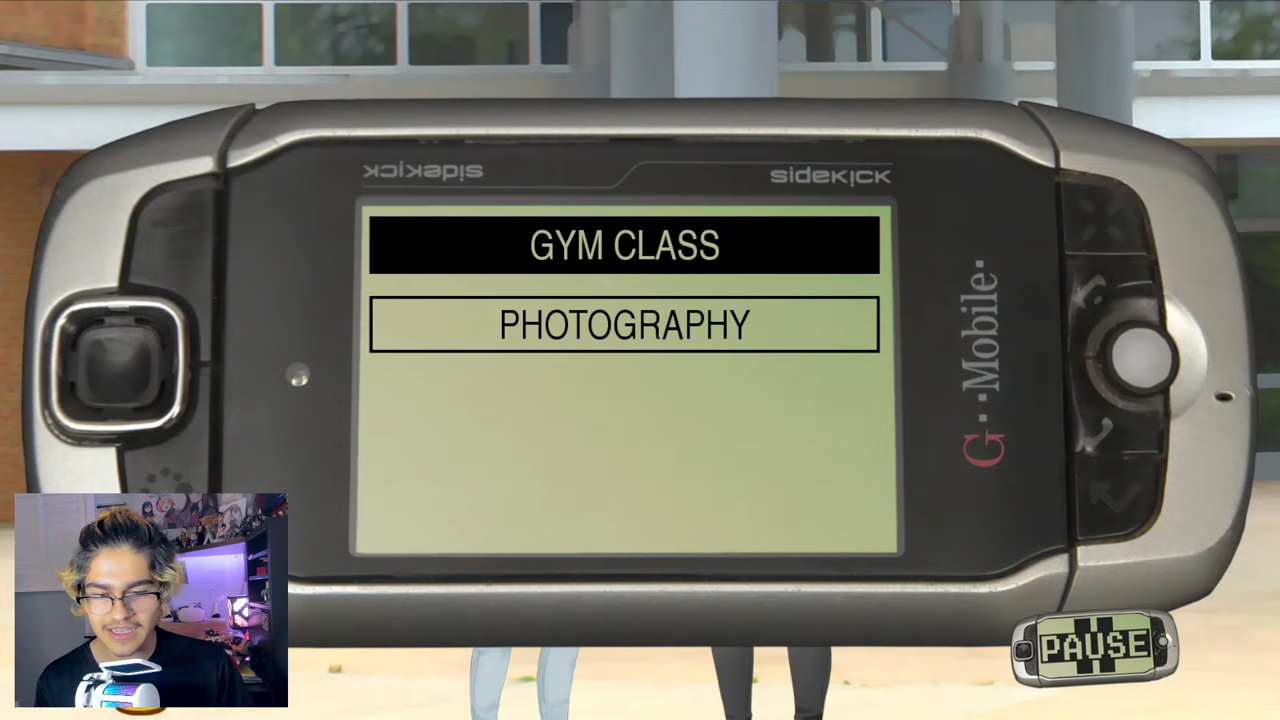 sidekick
sidekick
GYM CLASS
PHOTOGRAPHY
G··Mobile·
PAUSE